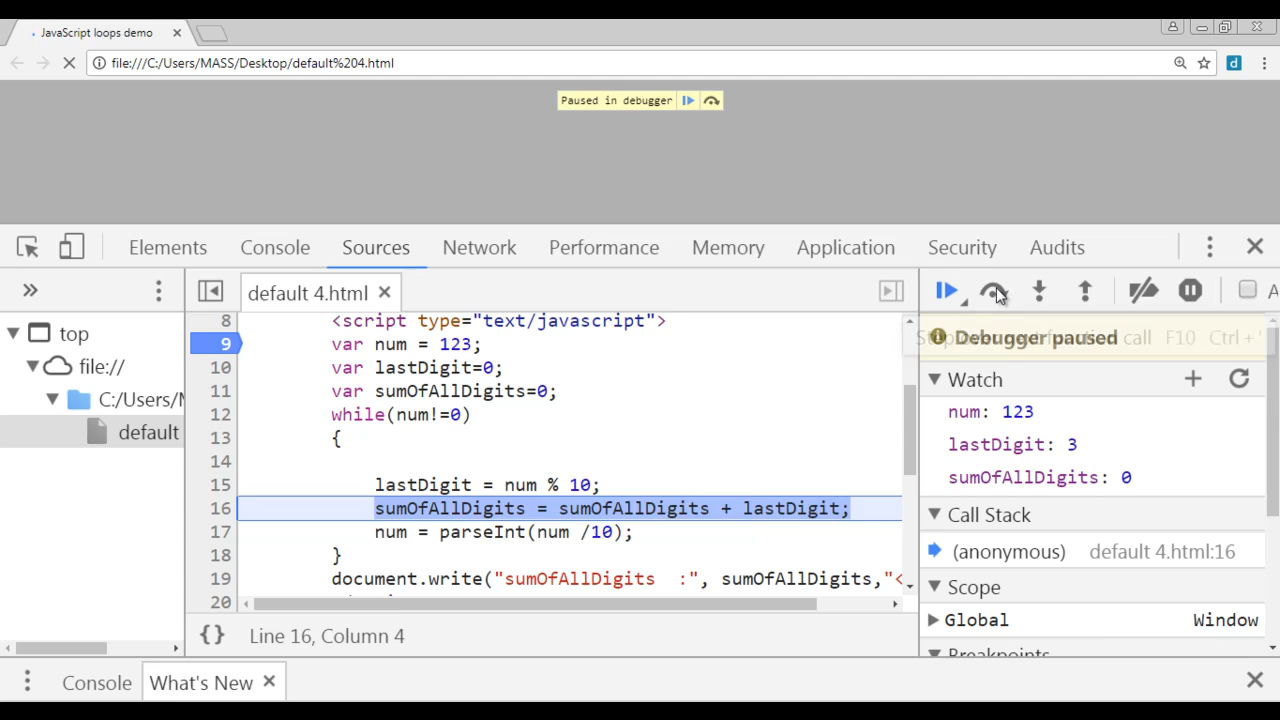 JavaScript loops demo
file:///C:/Users/MASS/Desktop/default%204.html
d
Paused in debugger
Elements Console Sources Network Performance Memory Application Security Audits
default 4.html
A
top
file://
C:/Users/
default
8 <script type="text/javascript">
9 var num = 123;
10 var lastDigit=0;
11 var sumOfAllDigits=0;
12 while(num!=0)
13 {
14
15 lastDigit = num % 10;
16 sumOfAllDigits = sumOfAllDigits + lastDigit;
17 num = parseInt(num /10);
18 }
19 document.write("sumOfAllDigits :", sumOfAllDigits,"<
20
{} Line 16, Column 4
Debugger paused
call F10 Ctrl + '
Watch
num: 123
lastDigit: 3
sumOfAllDigits: 0
Call Stack
(anonymous) default 4.html:16
Scope
Global Window
Breakpoints
Console What's New